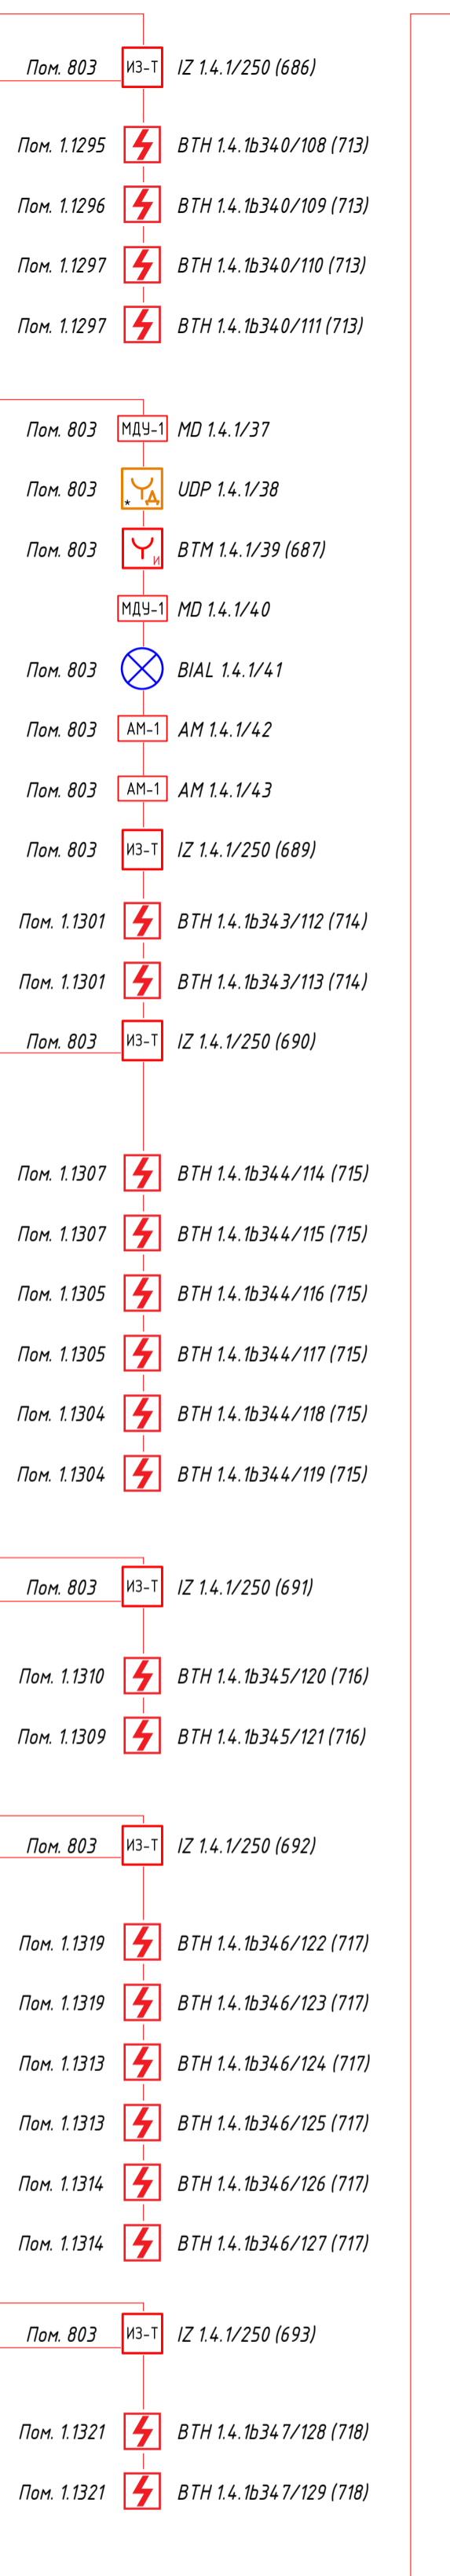 Пом. 803 ИЗ-Т IZ 1.4.1/250 (686)
Пом. 1.1295 BTH 1.4.1b340/108 (713)
Пом. 1.1296 BTH 1.4.1b340/109 (713)
Пом. 1.1297 BTH 1.4.1b340/110 (713)
Пом. 1.1297 BTH 1.4.1b340/111 (713)
Пом. 803 МДУ-1 MD 1.4.1/37
Пом. 803 * Д UDP 1.4.1/38
Пом. 803 И BTM 1.4.1/39 (687)
Пом. 803 МДУ-1 MD 1.4.1/40
Пом. 803 BIAL 1.4.1/41
Пом. 803 АМ-1 AM 1.4.1/42
Пом. 803 АМ-1 AM 1.4.1/43
Пом. 803 ИЗ-Т IZ 1.4.1/250 (689)
Пом. 1.1301 BTH 1.4.1b343/112 (714)
Пом. 1.1301 BTH 1.4.1b343/113 (714)
Пом. 803 ИЗ-Т IZ 1.4.1/250 (690)
Пом. 1.1307 BTH 1.4.1b344/114 (715)
Пом. 1.1307 BTH 1.4.1b344/115 (715)
Пом. 1.1305 BTH 1.4.1b344/116 (715)
Пом. 1.1305 BTH 1.4.1b344/117 (715)
Пом. 1.1304 BTH 1.4.1b344/118 (715)
Пом. 1.1304 BTH 1.4.1b344/119 (715)
Пом. 803 ИЗ-Т IZ 1.4.1/250 (691)
Пом. 1.1310 BTH 1.4.1b345/120 (716)
Пом. 1.1309 BTH 1.4.1b345/121 (716)
Пом. 803 ИЗ-Т IZ 1.4.1/250 (692)
Пом. 1.1319 BTH 1.4.1b346/122 (717)
Пом. 1.1319 BTH 1.4.1b346/123 (717)
Пом. 1.1313 BTH 1.4.1b346/124 (717)
Пом. 1.1313 BTH 1.4.1b346/125 (717)
Пом. 1.1314 BTH 1.4.1b346/126 (717)
Пом. 1.1314 BTH 1.4.1b346/127 (717)
Пом. 803 ИЗ-Т IZ 1.4.1/250 (693)
Пом. 1.1321 BTH 1.4.1b347/128 (718)
Пом. 1.1321 BTH 1.4.1b347/129 (718)